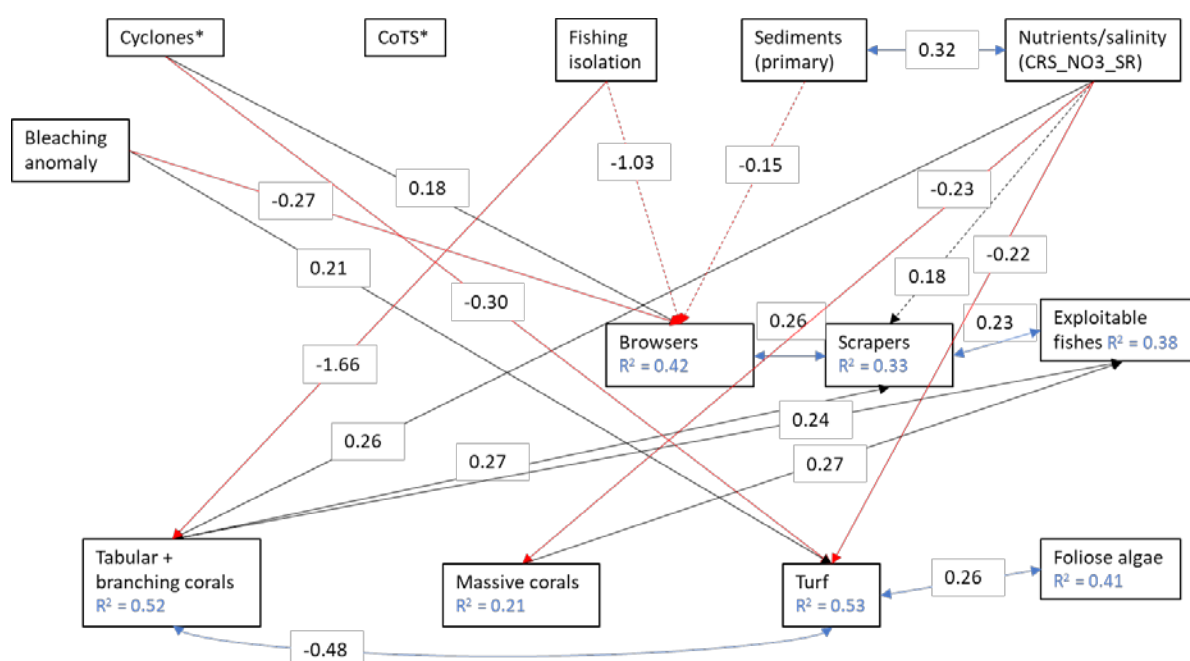 Cyclones*
CoTS*
Fishing
isolation
Sediments
(primary)
0.32
Nutrients/salinity
(CRS_NO3_SR)
Bleaching
anomaly
-1.03
-0.15
0.18
-0.23
-0.27
-0.22
0.21
0.18
-0.30
Browsers
R² = 0.42
0.26
Scrapers
R² = 0.33
0.23
Exploitable
fishes R² = 0.38
-1.66
0.24
0.26
0.27
0.27
Tabular +
branching corals
R² = 0.52
Massive corals
R² = 0.21
Turf
R² = 0.53
0.26
Foliose algae
R² = 0.41
-0.48